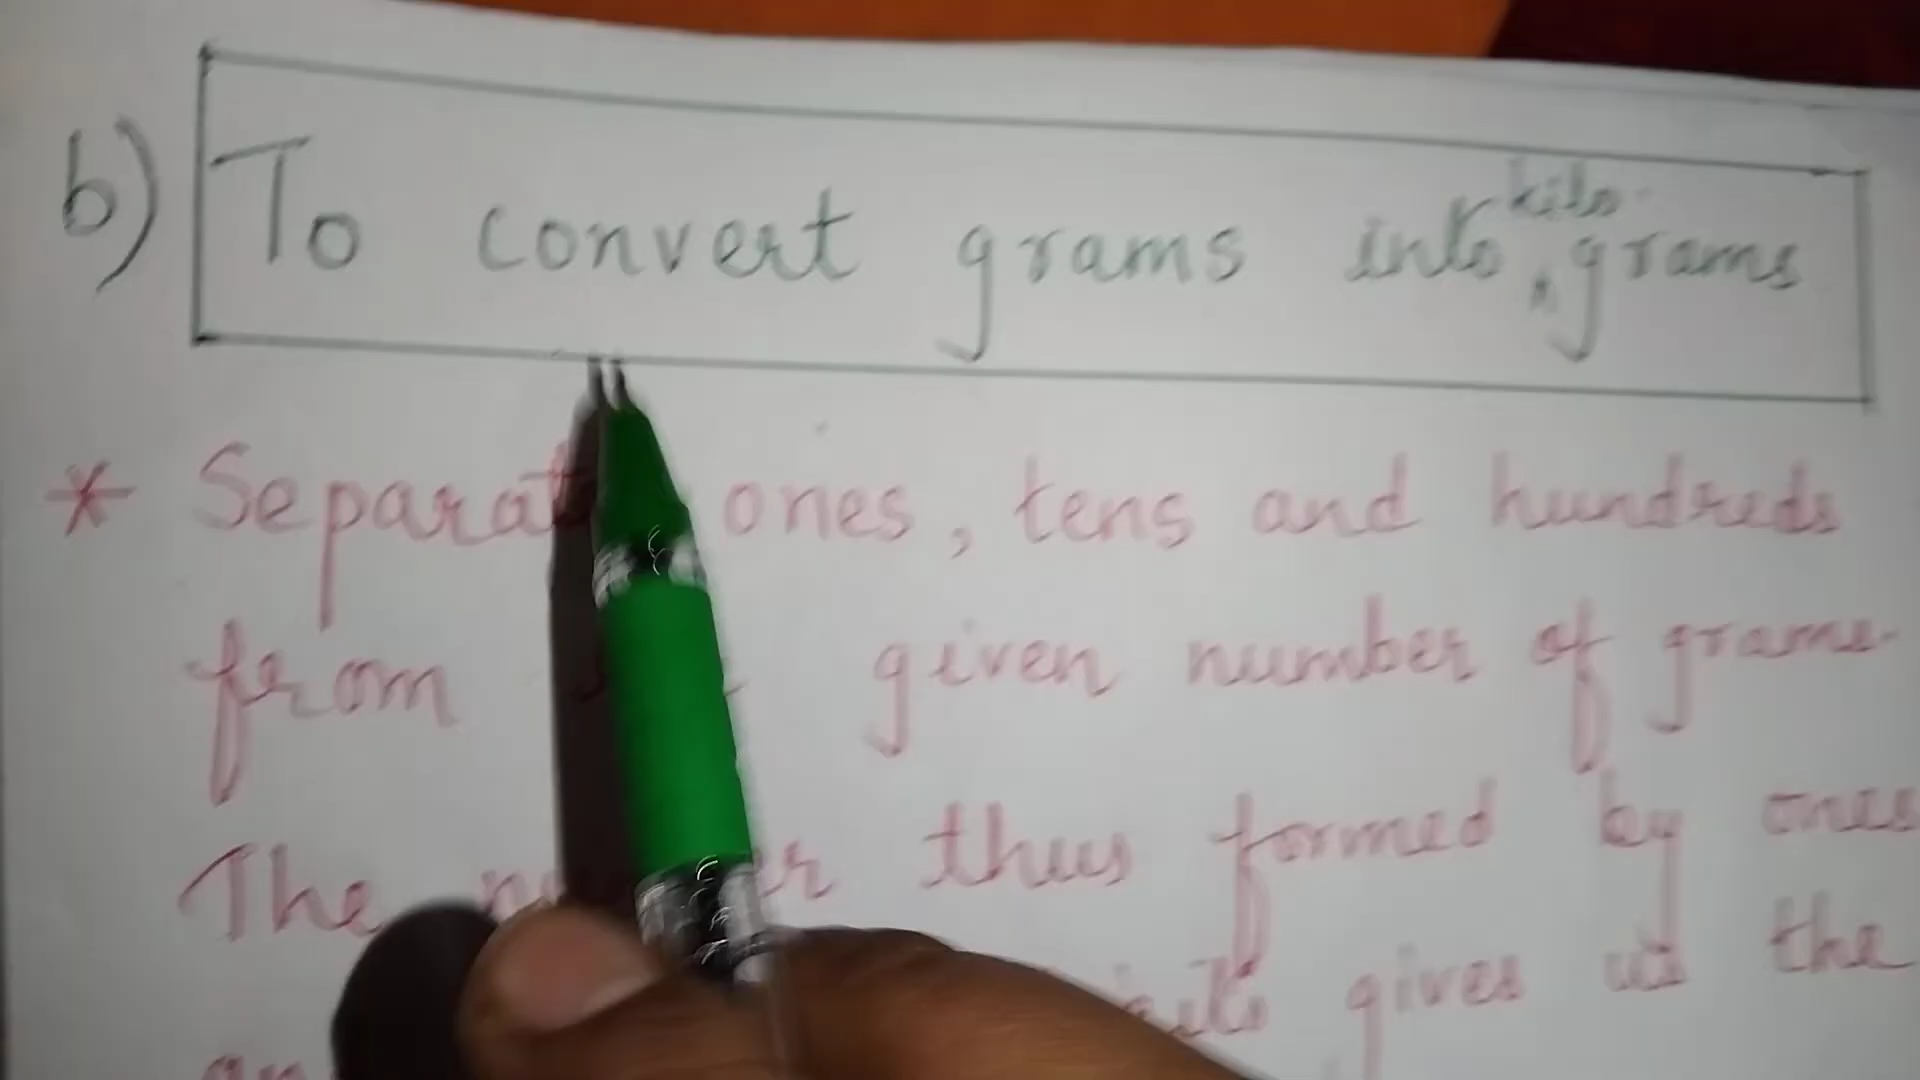 b) To convert grams into kilo grams
* Separate ones, tens and hundreds
from given number of grams
The thus formed by ones
gives us the